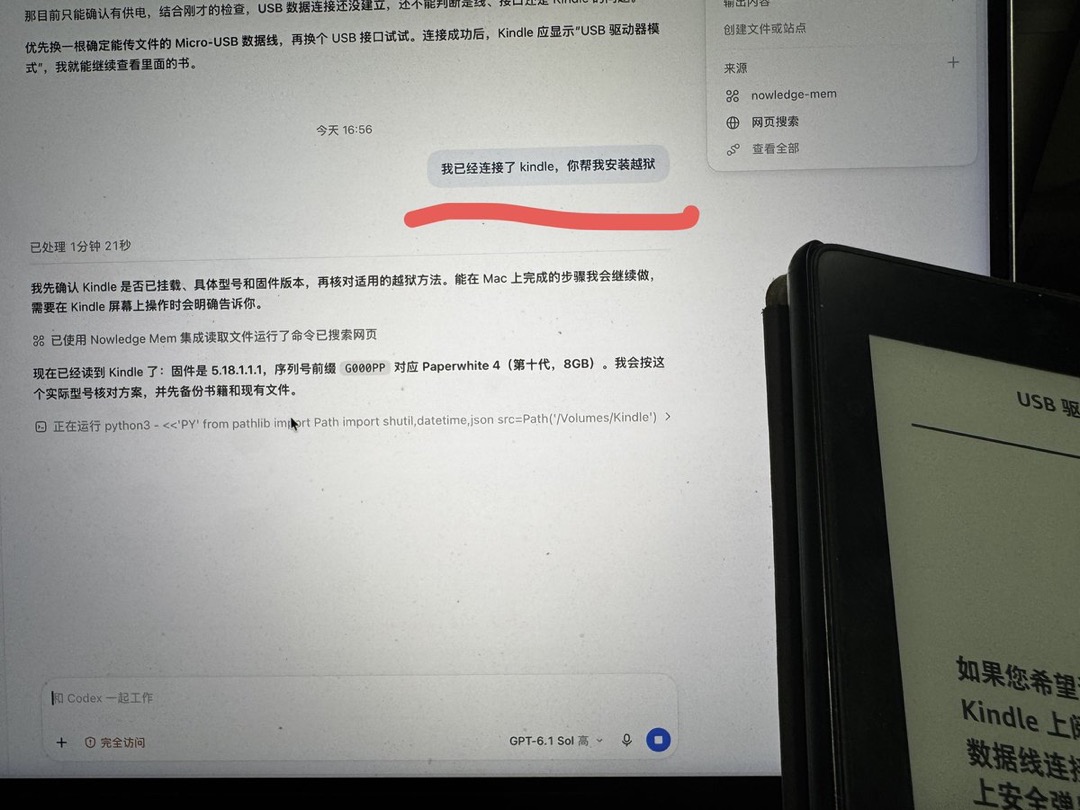 那目前只能确认有供电，结合刚才的检查，USB 数据连接还没建立，还不能判断是线、接口还是 Kindle 的问题。
优先换一根确定能传文件的 Micro-USB 数据线，再换个 USB 接口试试。连接成功后，Kindle 应显示“USB 驱动器模
式”，我就能继续查看里面的书。
输出内容
创建文件或站点
来源
nowledge-mem
网页搜索
查看全部
今天 16:56
我已经连接了 kindle，你帮我安装越狱
已处理 1分钟 21秒
我先确认 Kindle 是否已挂载、具体型号和固件版本，再核对适用的越狱方法。能在 Mac 上完成的步骤我会继续做，
需要在 Kindle 屏幕上操作时会明确告诉你。
已使用 Nowledge Mem 集成读取文件运行了命令已搜索网页
现在已经读到 Kindle 了：固件是 5.18.1.1.1，序列号前缀 G000PP 对应 Paperwhite 4（第十代，8GB）。我会按这
个实际型号核对方案，并先备份书籍和现有文件。
正在运行 python3 - <<'PY' from pathlib import Path import shutil,datetime,json src=Path('/Volumes/Kindle')
和 Codex 一起工作
完全访问
GPT-6.1 Sol 高
USB 驱
如果您希望
Kindle 上阅
数据线连接
上安全弹